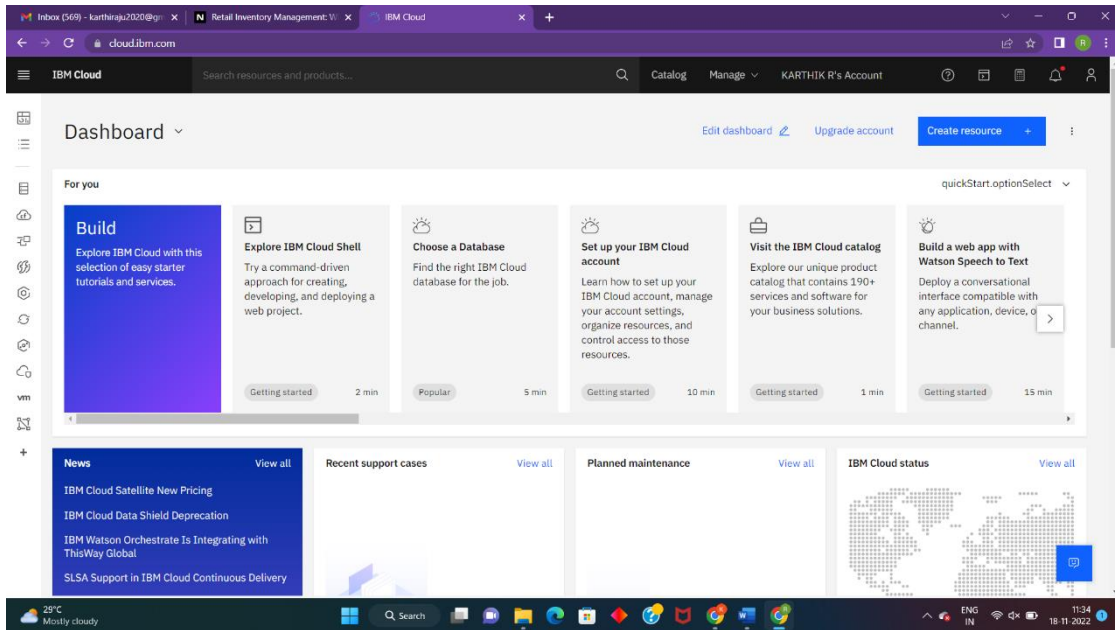 Inbox (569) - karthiraju2020@gm
Retail Inventory Management: W
IBM Cloud
cloud.ibm.com
R
IBM Cloud
Search resources and products...
Catalog
Manage
KARTHIK R's Account
Dashboard
Edit dashboard
Upgrade account
Create resource +
For you
quickStart.optionSelect
Build
Explore IBM Cloud with this
selection of easy starter
tutorials and services.
Explore IBM Cloud Shell
Try a command-driven
approach for creating,
developing, and deploying a
web project.
Getting started
2 min
Choose a Database
Find the right IBM Cloud
database for the job.
Popular
5 min
Set up your IBM Cloud
account
Learn how to set up your
IBM Cloud account, manage
your account settings,
organize resources, and
control access to those
resources.
Getting started
10 min
Visit the IBM Cloud catalog
Explore our unique product
catalog that contains 190+
services and software for
your business solutions.
Getting started
1 min
Build a web app with
Watson Speech to Text
Deploy a conversational
interface compatible with
any application, device, o
channel.
Getting started
15 min
vm
News
View all
IBM Cloud Satellite New Pricing
IBM Cloud Data Shield Deprecation
IBM Watson Orchestrate Is Integrating with
ThisWay Global
SLSA Support in IBM Cloud Continuous Delivery
Recent support cases
View all
Planned maintenance
View all
IBM Cloud status
View all
29°C
Mostly cloudy
Search
ENG
IN
11:34
18-11-2022